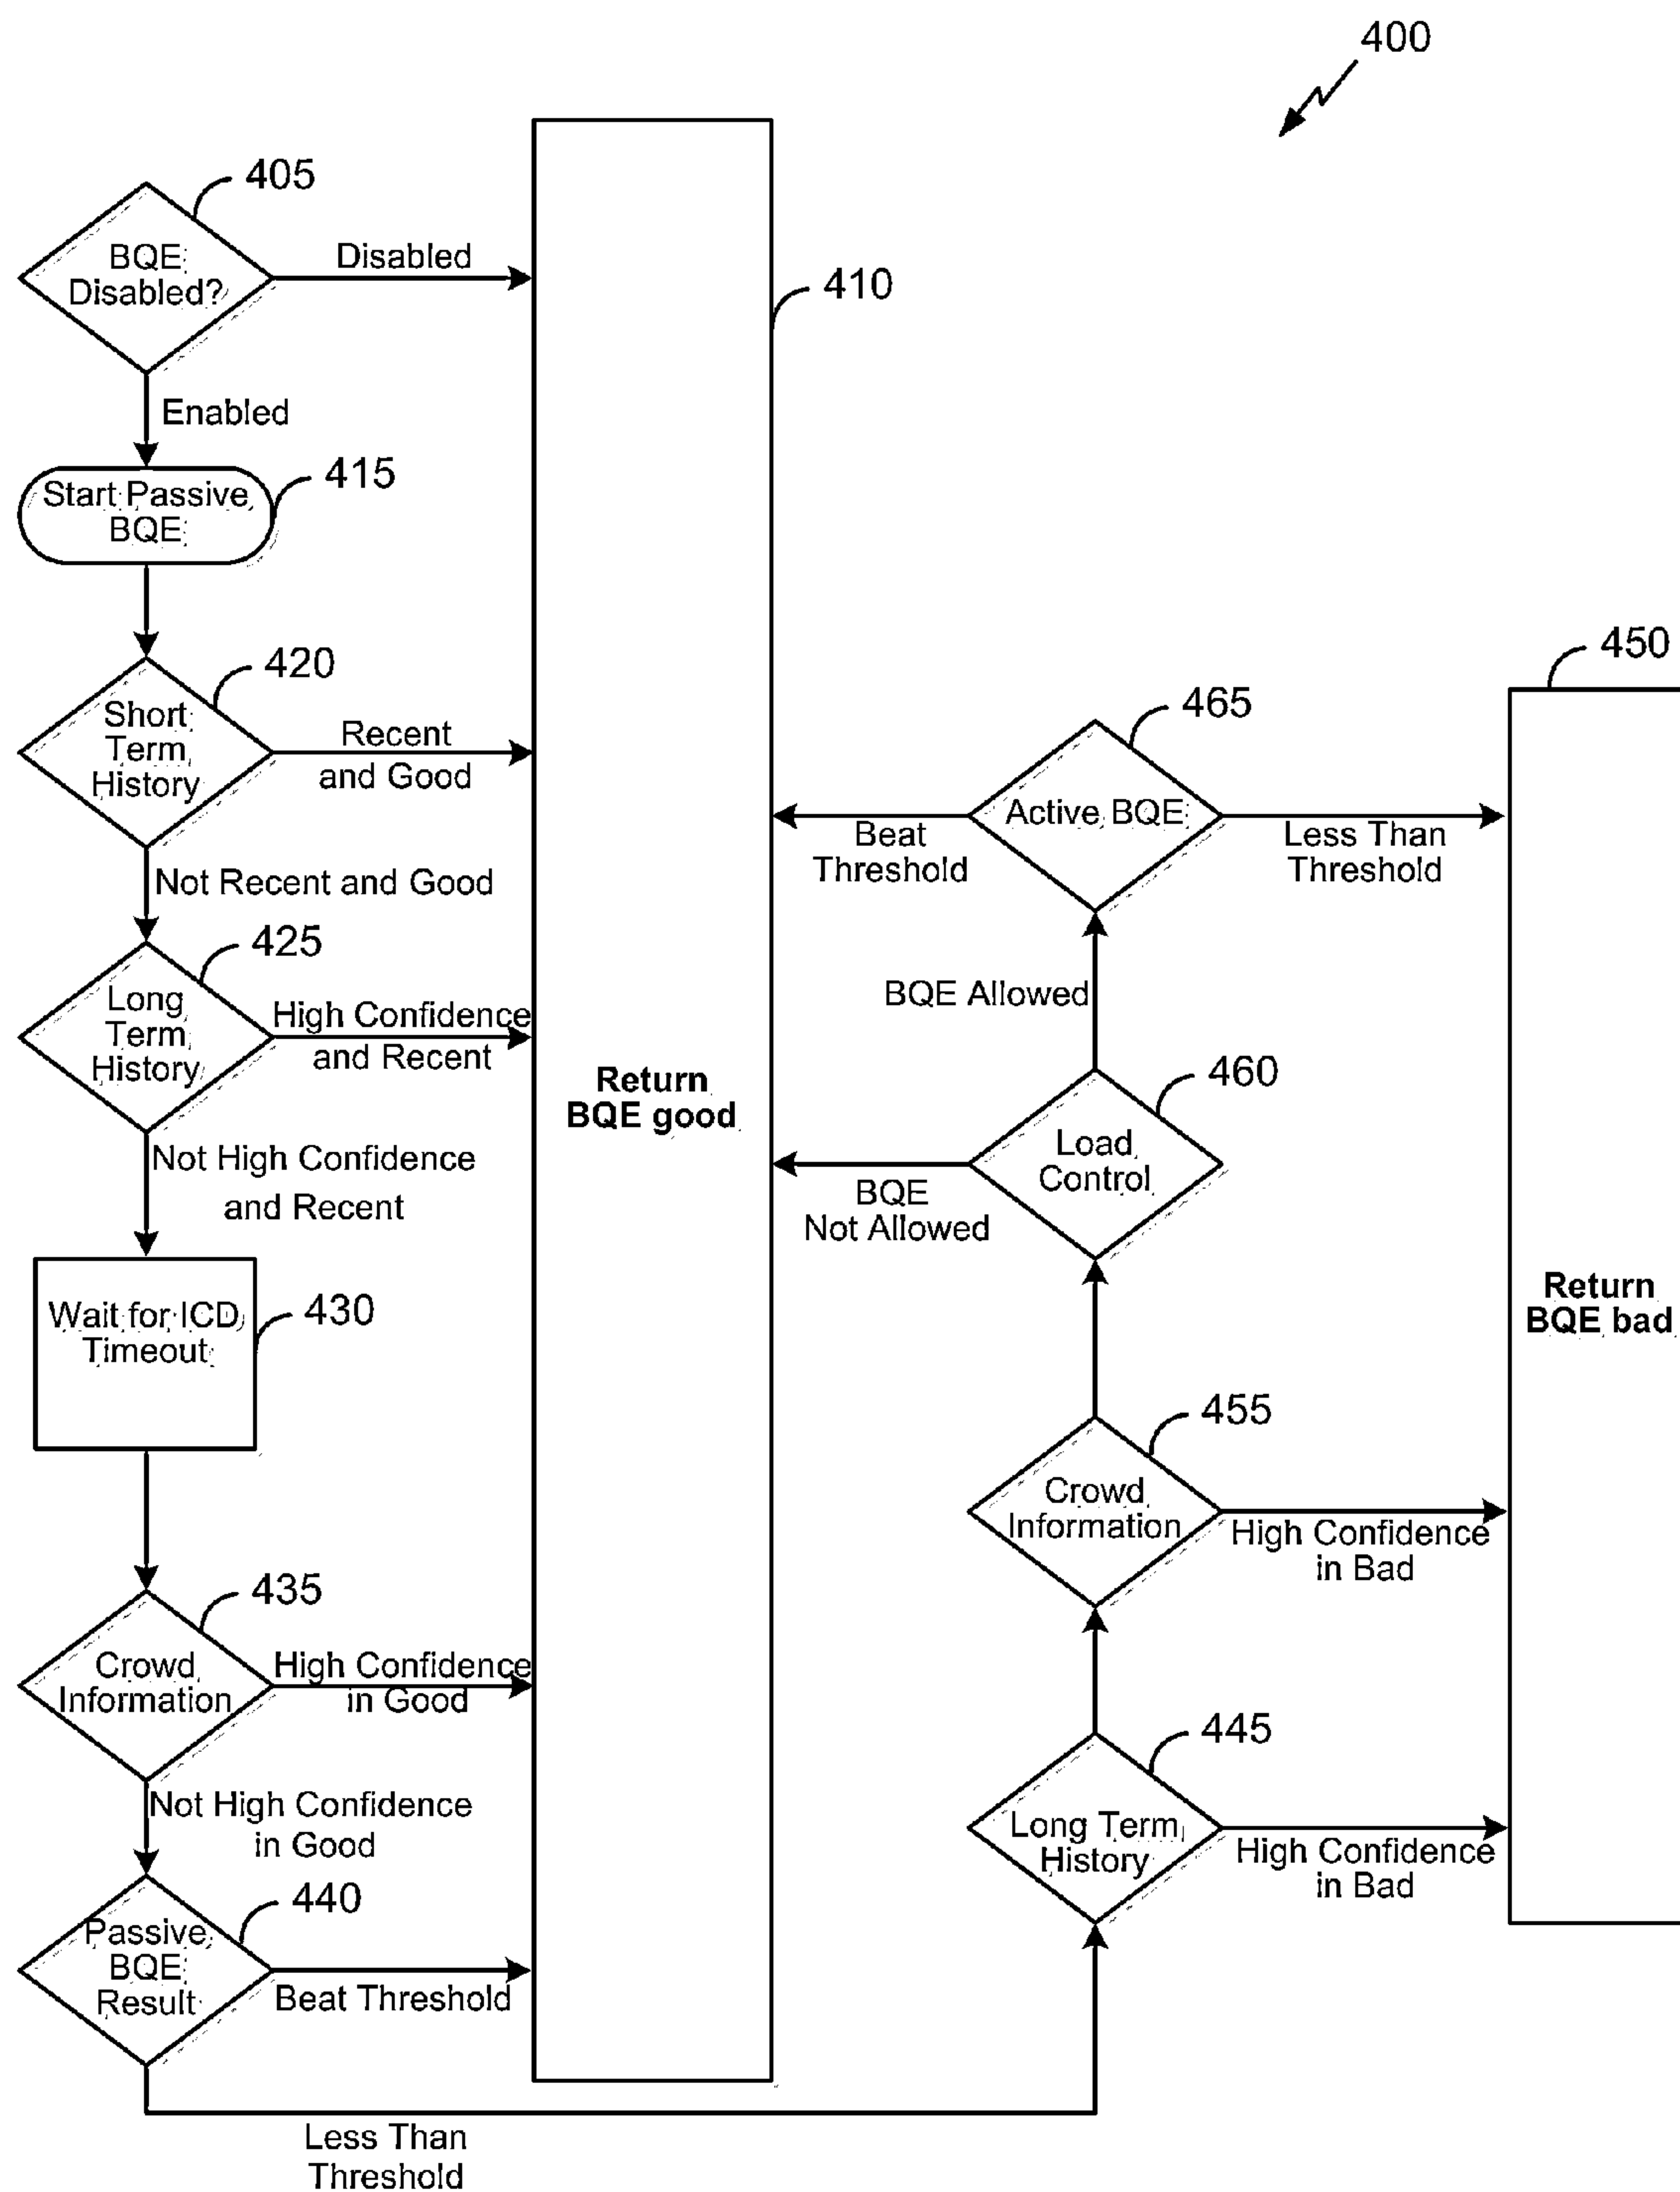 400
405
BQE
Disabled?
Disabled
410
Enabled
415
Start Passive
BQE
420
Short
Term
History
Recent
and Good
Not Recent and Good
425
Long
Term
History
High Confidence
and Recent
Not High Confidence
and Recent
Wait for ICD
Timeout
430
435
Crowd
Information
High Confidence
in Good
Not High Confidence
in Good
440
Passive
BQE
Result
Beat Threshold
Less Than
Threshold
Return
BQE good
465
Active BQE
Beat
Threshold
Less Than
Threshold
BQE Allowed
460
Load
Control
BQE
Not Allowed
455
Crowd
Information
High Confidence
in Bad
445
Long Term
History
High Confidence
in Bad
450
Return
BQE bad